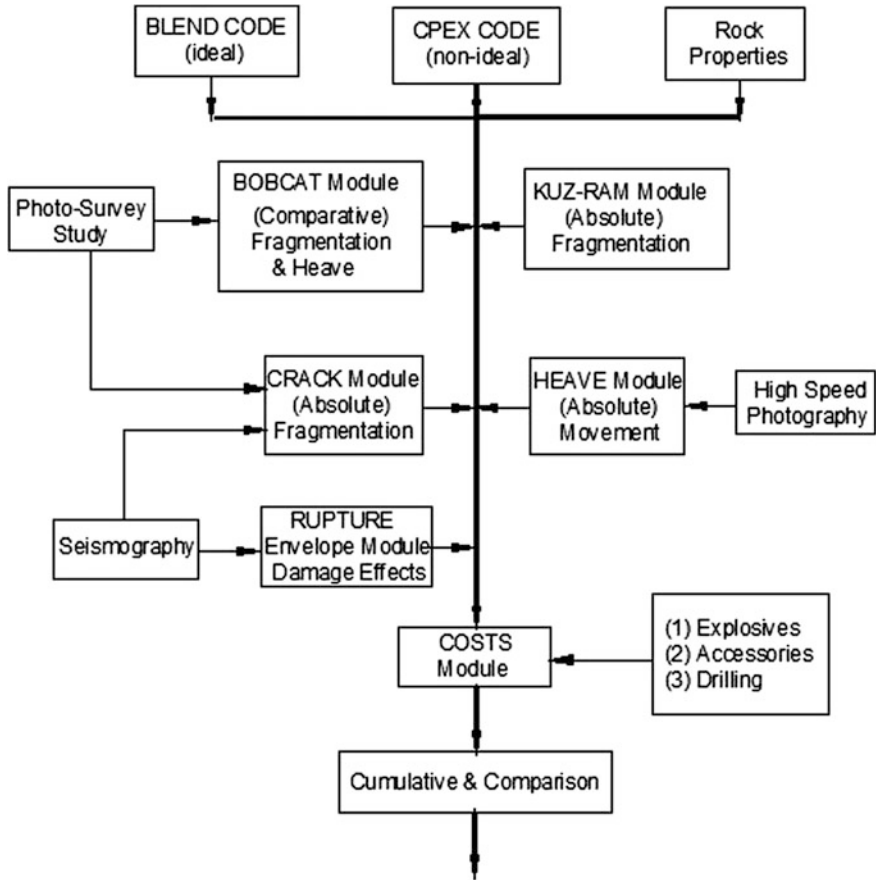 BLEND CODE
(ideal)
CPEX CODE
(non-ideal)
Rock
Properties
BOBCAT Module
(Comparative)
Fragmentation
& Heave
KUZ-RAM Module
(Absolute)
Fragmentation
Photo-Survey
Study
CRACK Module
(Absolute)
Fragmentation
HEAVE Module
(Absolute)
Movement
High Speed
Photography
Seismography
RUPTURE
Envelope Module
Damage Effects
COSTS
Module
(1) Explosives
(2) Accessories
(3) Drilling
Cumulative & Comparison